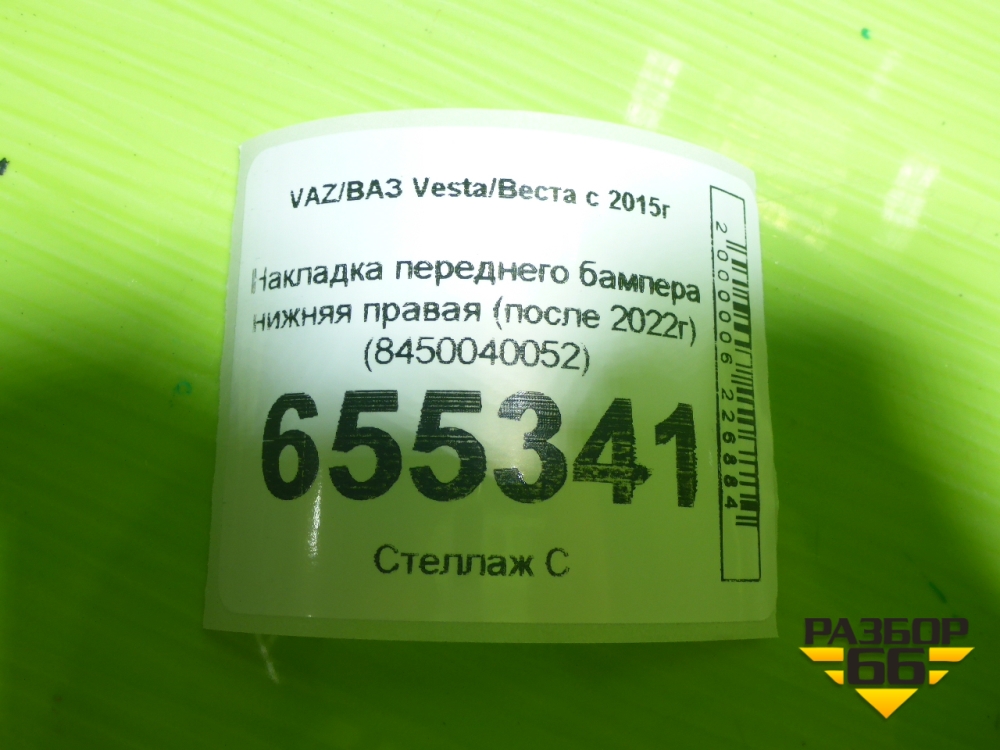 VAZ/ВАЗ Vesta/Веста с 2015г
Накладка переднего бампера
нижняя правая (после 2022г)
(8450040052)
655341
Стеллаж С
2000006226884
РАЗБОР
66